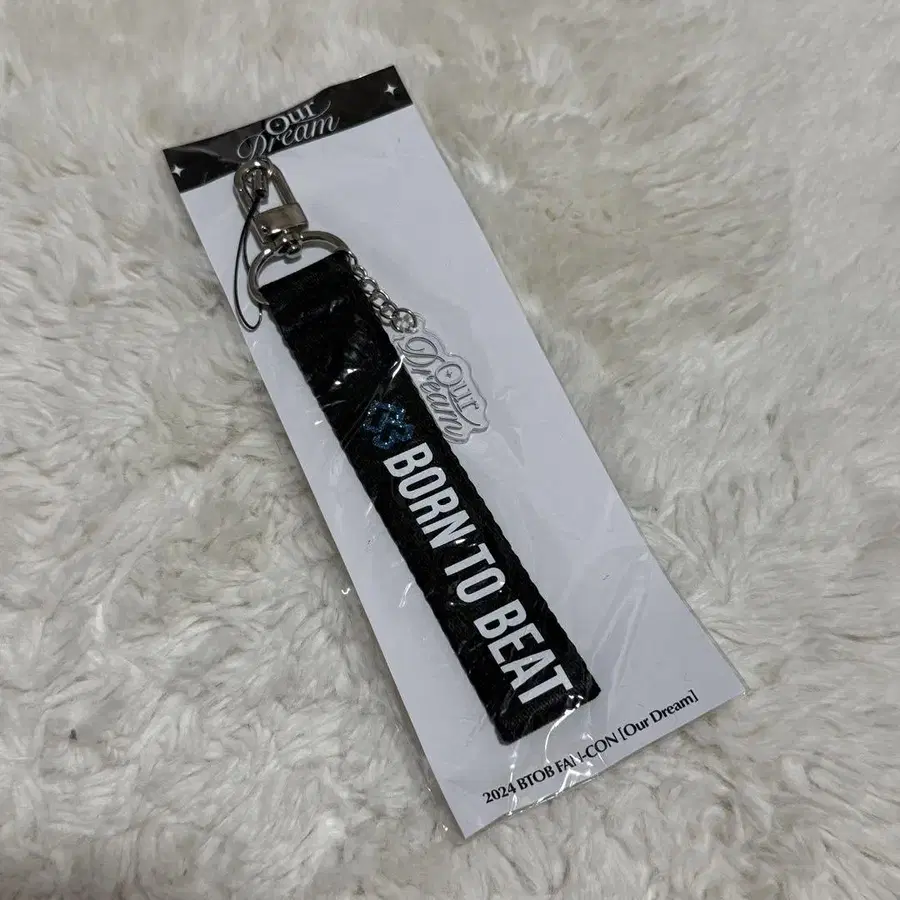 Our
Dream
Our
Dream
BORN TO BEAT
2024 BTOB FAN-CON [Our Dream]